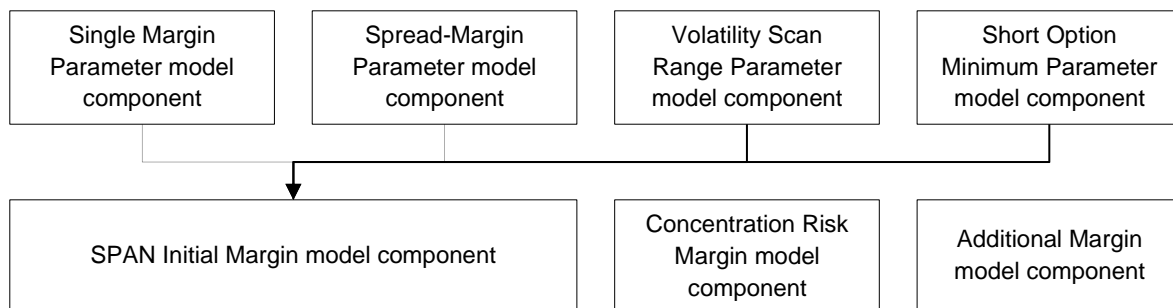 Single Margin
Parameter model
component
Spread-Margin
Parameter model
component
Volatility Scan
Range Parameter
model component
Short Option
Minimum Parameter
model component
SPAN Initial Margin model component
Concentration Risk
Margin model
component
Additional Margin
model component